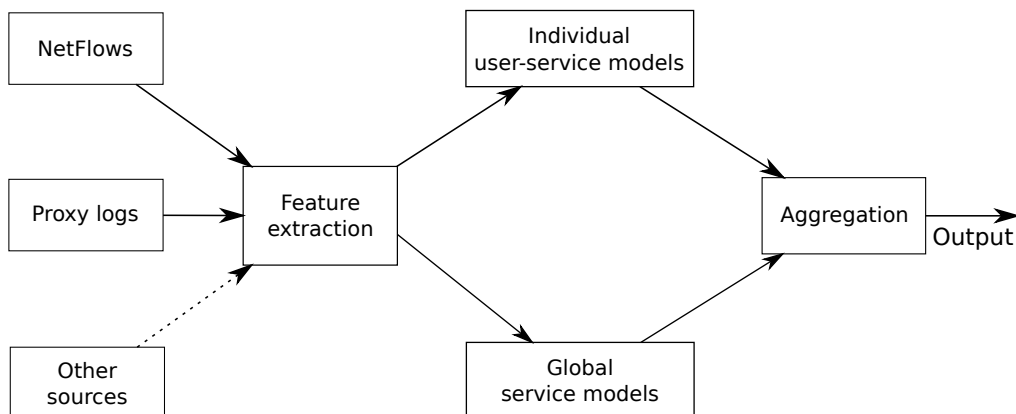 NetFlows
Proxy logs
Other
sources
Feature
extraction
Individual
user-service models
Global
service models
Aggregation
Output